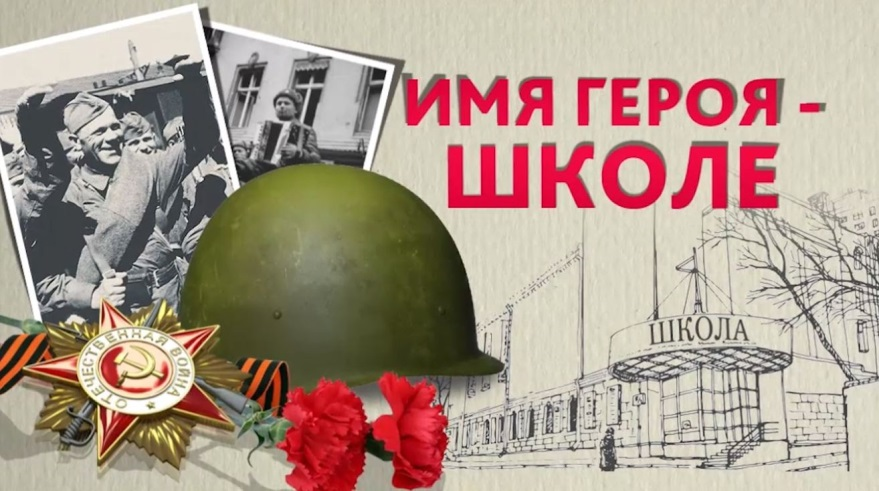 ИМЯ ГЕРОЯ -
ШКОЛЕ
ШКОЛА
ОТЕЧЕСТВЕННАЯ ВОЙНА